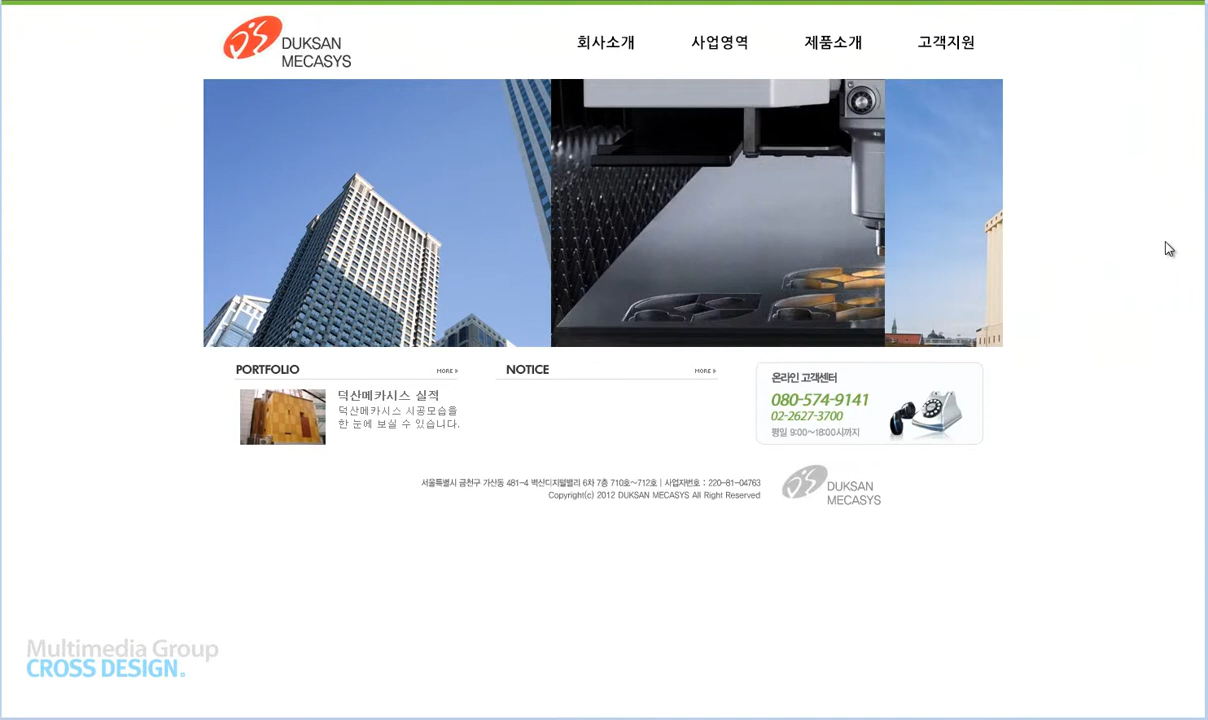 DUKSAN
MECASYS
회사소개
사업영역
제품소개
고객지원
PORTFOLIO
MORE
덕산메카시스 실적
덕산메카시스 시공모습을
한 눈에 보실 수 있습니다.
NOTICE
MORE
온라인 고객센터
080-574-9141
02-2627-3700
평일 9:00~18:00시까지
서울특별시 금천구 가산동 481-4 벽산디지털밸리 6차 7층 710호~712호 | 사업자번호 : 220-81-04763
Copyright(c) 2012 DUKSAN MECASYS All Right Reserved
DUKSAN
MECASYS
Multimedia Group
CROSS DESIGN.